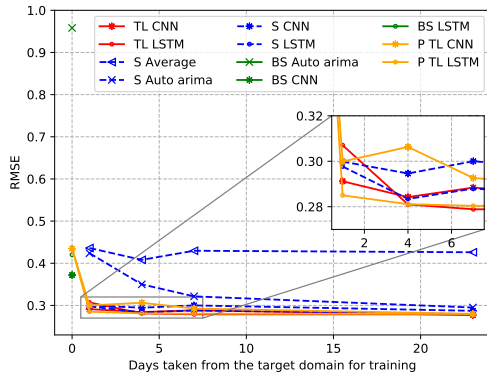 1.0
0.9
0.8
0.7
0.6
0.5
0.4
0.3
RMSE
TL CNN
TL LSTM
S Average
S Auto arima
S CNN
S LSTM
BS Auto arima
BS CNN
BS LSTM
P TL CNN
P TL LSTM
0.32
0.30
0.28
2 4 6
0 5 10 15 20
Days taken from the target domain for training